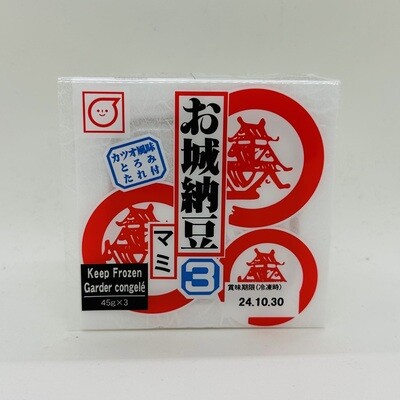 カツオ風味
とろみ
たれ付
お城納豆
マミー
3
Keep Frozen
Garder congelé
45g×3
賞味期限(冷凍時)
24.10.30